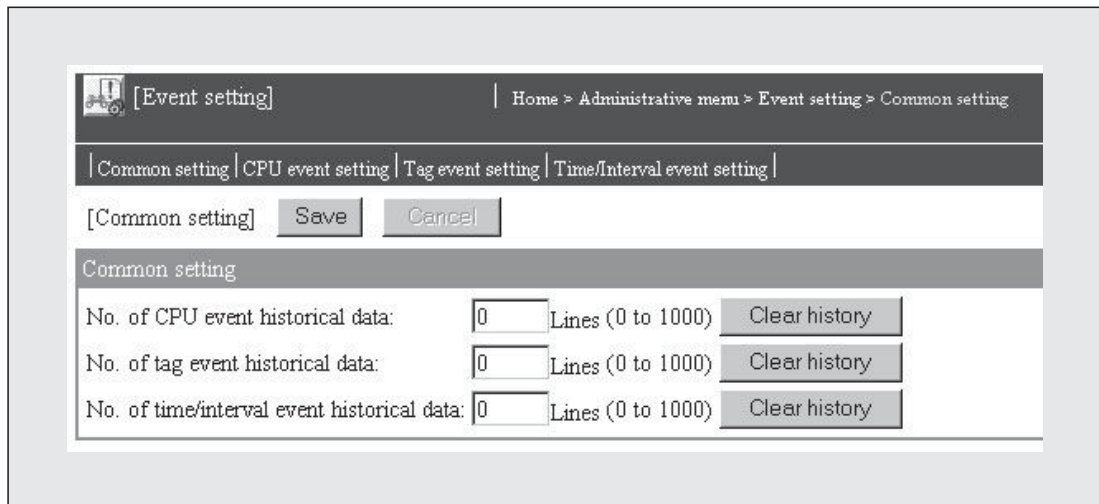 [Event setting] | Home > Administrative menu > Event setting > Common setting
| Common setting | CPU event setting | Tag event setting | Time/Interval event setting |
[Common setting] Save Cancel
Common setting
No. of CPU event historical data: 0 Lines (0 to 1000) Clear history
No. of tag event historical data: 0 Lines (0 to 1000) Clear history
No. of time/interval event historical data: 0 Lines (0 to 1000) Clear history